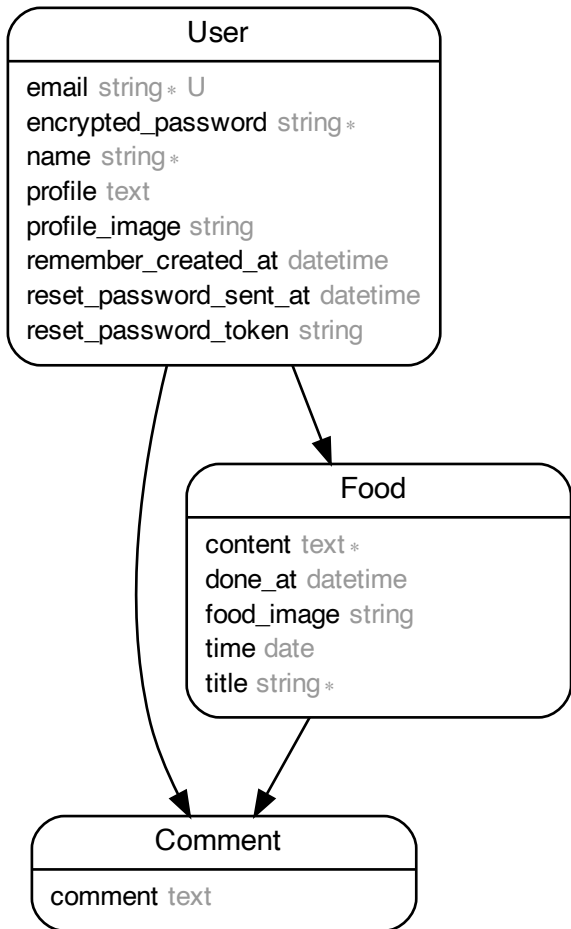 User
email string* U
encrypted_password string*
name string*
profile text
profile_image string
remember_created_at datetime
reset_password_sent_at datetime
reset_password_token string
Food
content text*
done_at datetime
food_image string
time date
title string*
Comment
comment text